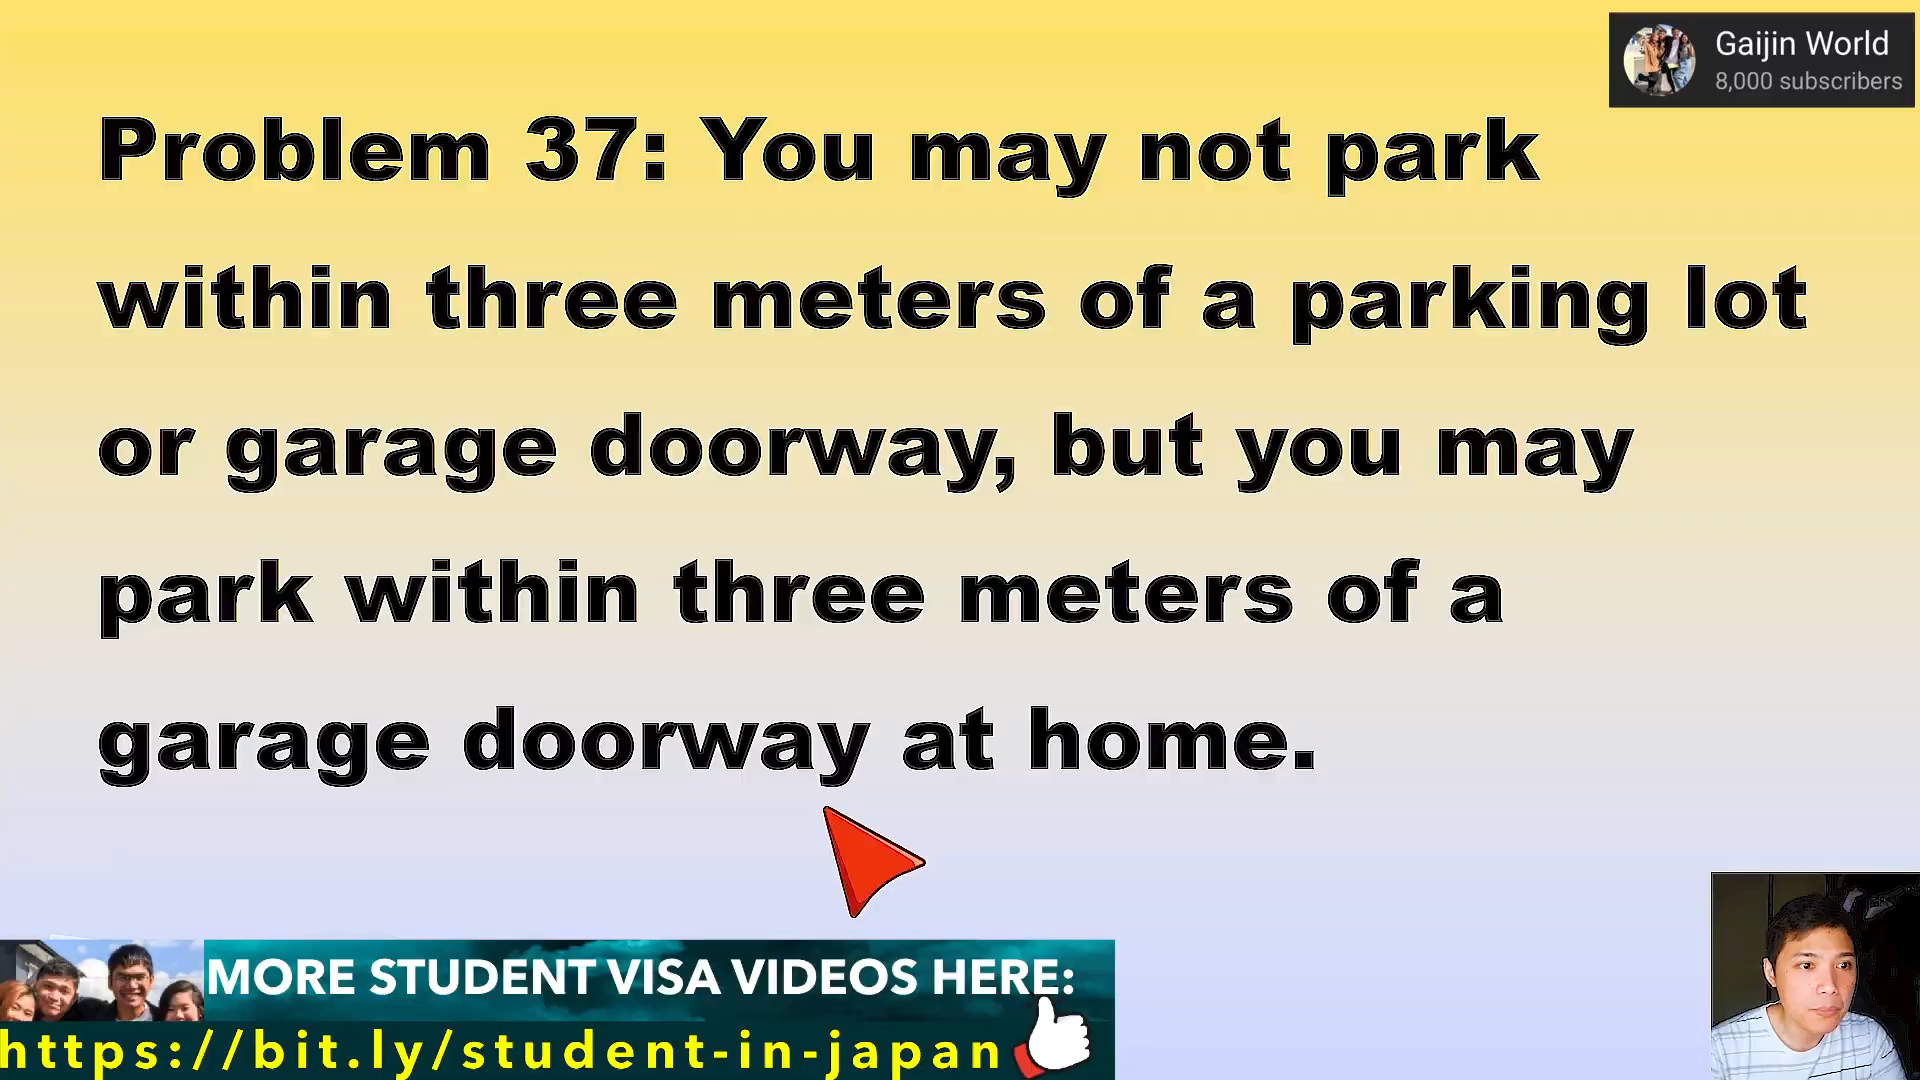 Gaijin World
8,000 subscribers
Problem 37: You may not park
within three meters of a parking lot
or garage doorway, but you may
park within three meters of a
garage doorway at home.
MORE STUDENT VISA VIDEOS HERE:
https://bit.ly/student-in-japan